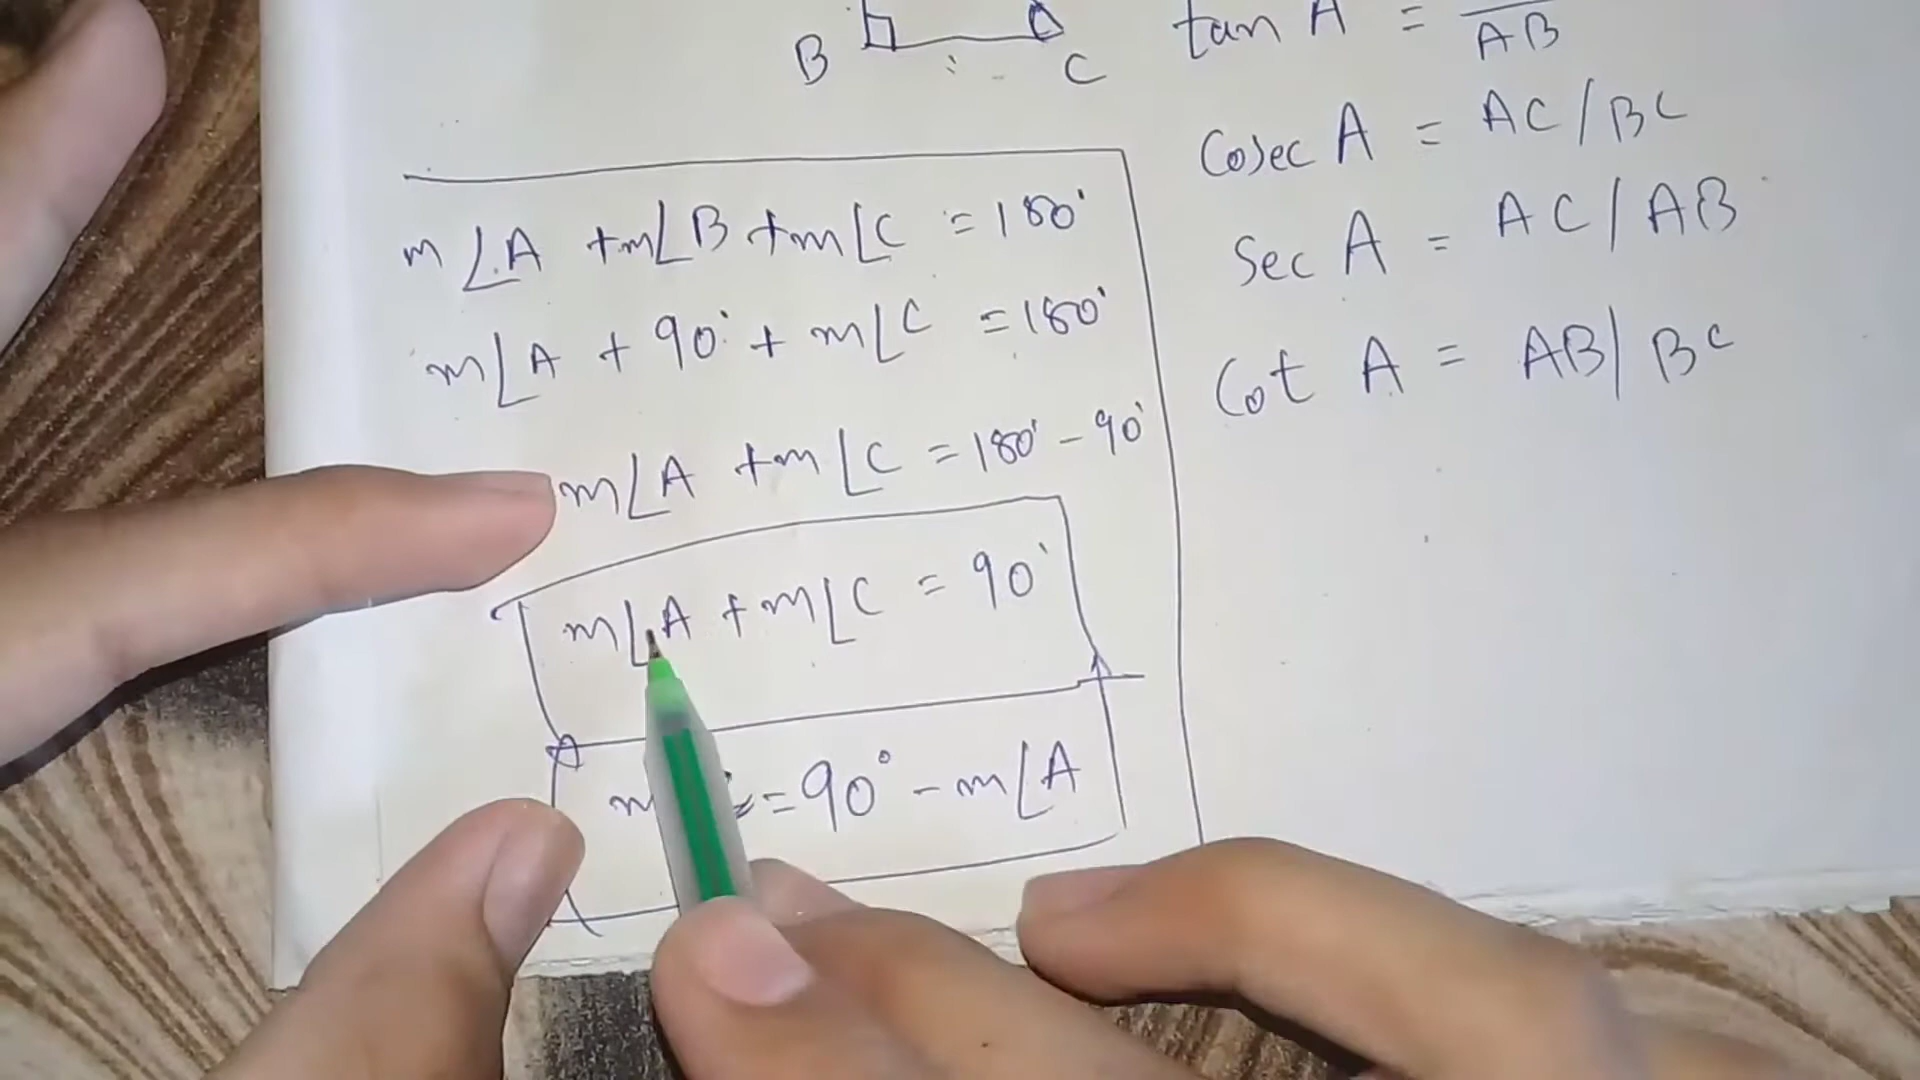 B
C
tan A = AB
m∠A + m∠B + m∠C = 180°
m∠A + 90° + m∠C = 180°
m∠A + m∠C = 180° - 90°
m∠A + m∠C = 90°
= 90° - m∠A
Cosec A = AC/BC
Sec A = AC/AB
Cot A = AB/BC